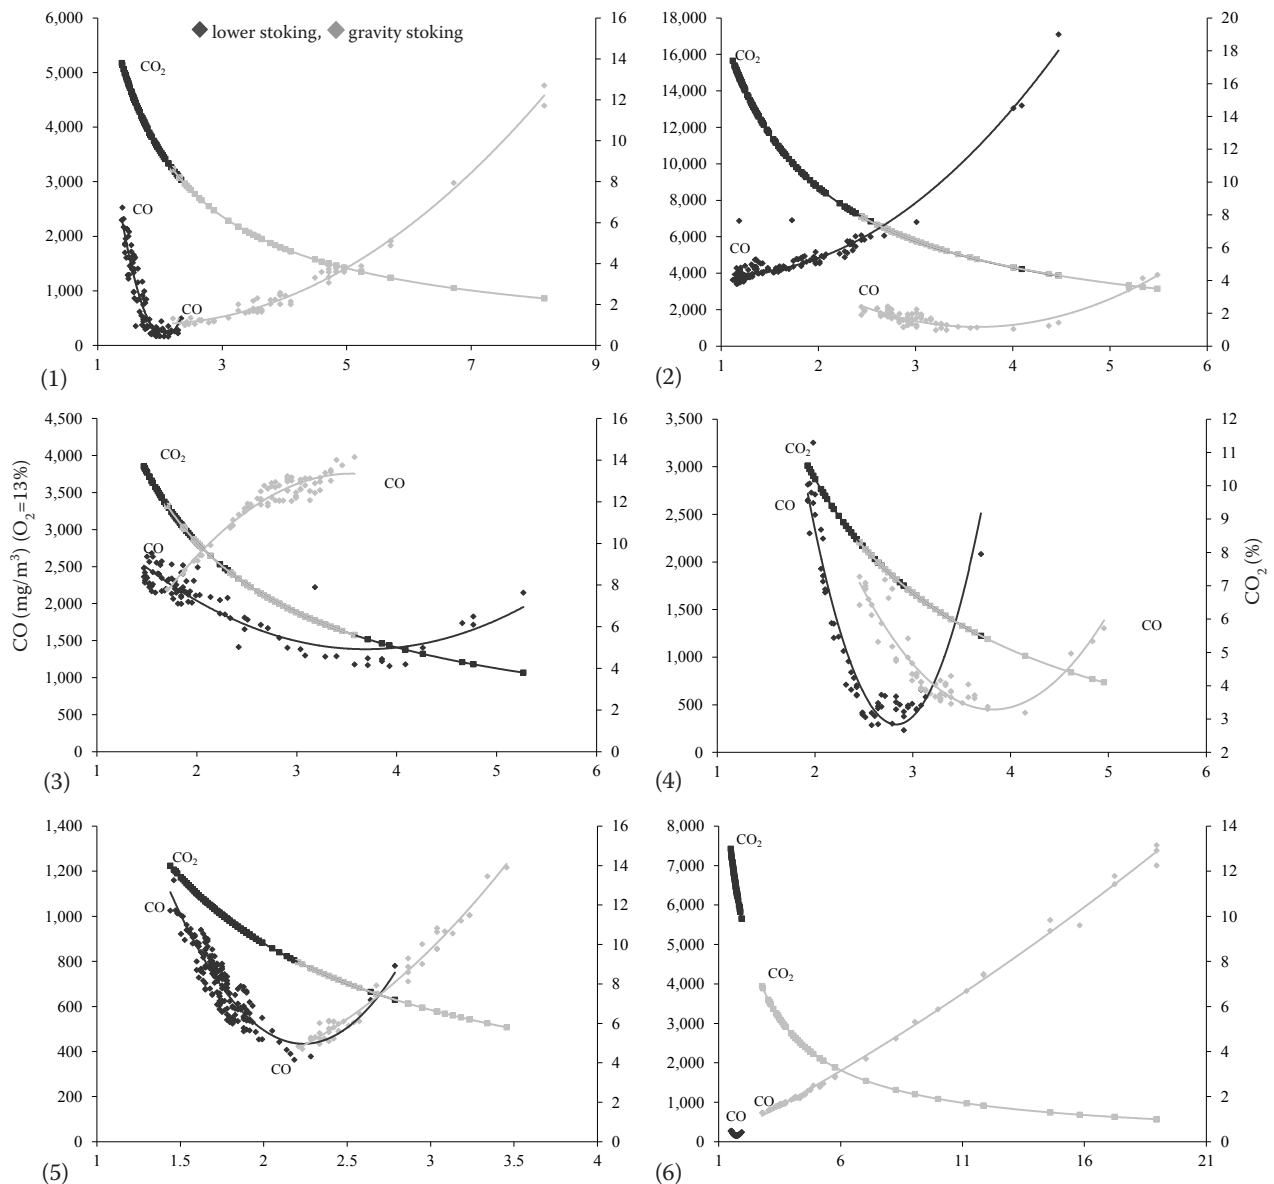 lower stoking, gravity stoking
6,000 5,000 4,000 3,000 2,000 1,000 0
CO2
CO
CO
16 14 12 10 8 6 4 2 0
1 3 5 7 9
(1)
18,000 16,000 14,000 12,000 10,000 8,000 6,000 4,000 2,000 0
CO2
CO
CO
20 18 16 14 12 10 8 6 4 2 0
1 2 3 4 5 6
(2)
CO (mg/m3) (O2=13%)
4,500 4,000 3,500 3,000 2,500 2,000 1,500 1,000 500 0
CO2
CO
CO
16 14 12 10 8 6 4 2 0
1 2 3 4 5 6
(3)
3,500 3,000 2,500 2,000 1,500 1,000 500 0
CO2
CO
CO
12 11 10 9 8 7 6 5 4 3 2
CO2 (%)
1 2 3 4 5 6
(4)
1,400 1,200 1,000 800 600 400 200 0
CO2
CO
CO
16 14 12 10 8 6 4 2 0
1 1.5 2 2.5 3 3.5 4
(5)
8,000 7,000 6,000 5,000 4,000 3,000 2,000 1,000 0
CO2
CO2
CO
CO
14 12 10 8 6 4 2 0
1 6 11 16 21
(6)